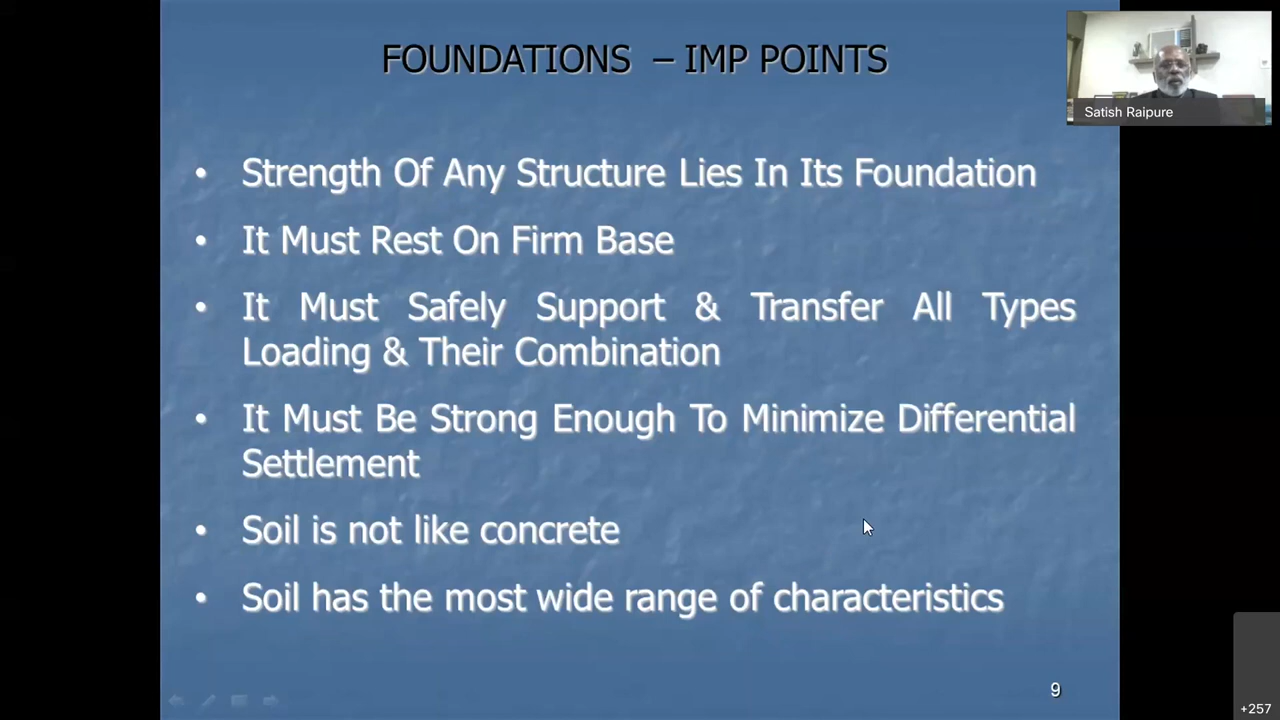 FOUNDATIONS – IMP POINTS
Satish Raipure
• Strength Of Any Structure Lies In Its Foundation
• It Must Rest On Firm Base
• It Must Safely Support & Transfer All Types
Loading & Their Combination
• It Must Be Strong Enough To Minimize Differential
Settlement
• Soil is not like concrete
• Soil has the most wide range of characteristics
9
+257